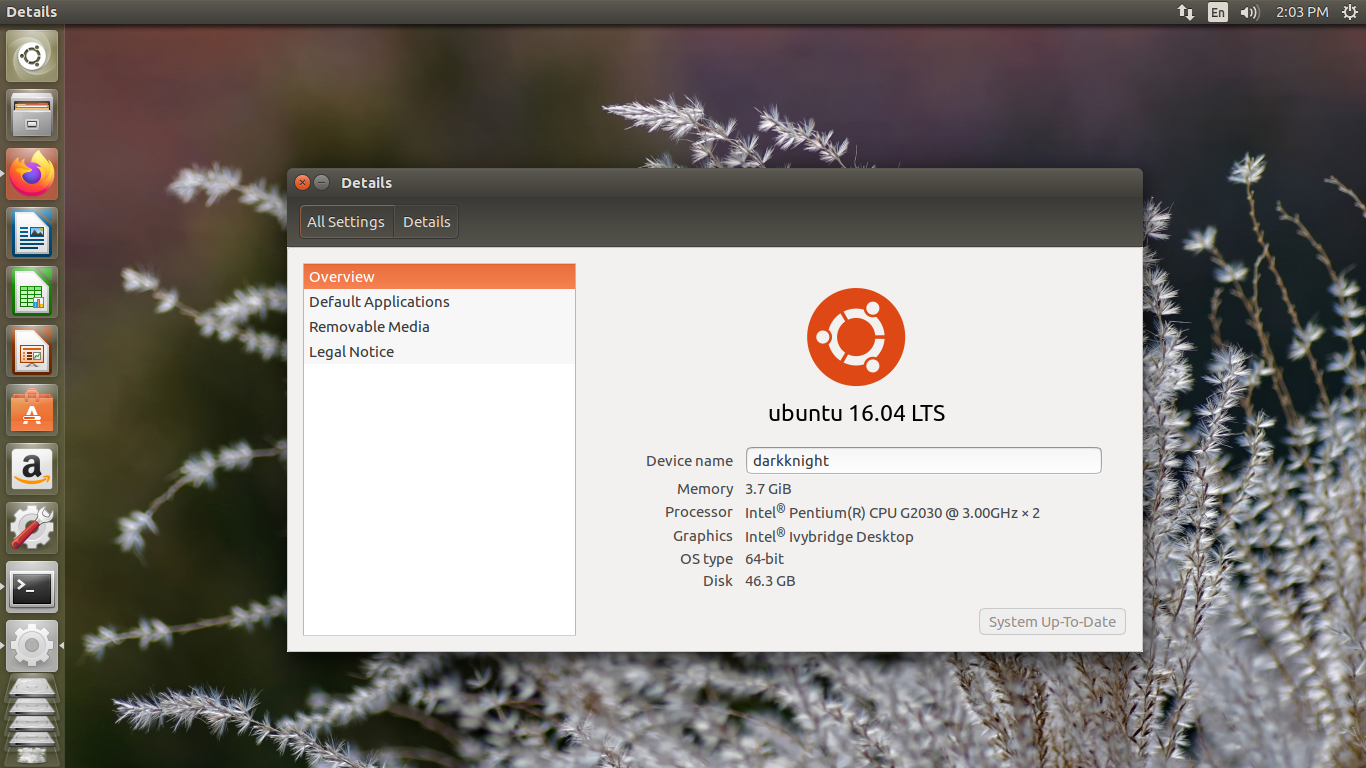 Details
En
2:03 PM
Details
All Settings
Details
Overview
Default Applications
Removable Media
Legal Notice
ubuntu 16.04 LTS
Device name darkknight
Memory 3.7 GiB
Processor Intel® Pentium(R) CPU G2030 @ 3.00GHz × 2
Graphics Intel® Ivybridge Desktop
OS type 64-bit
Disk 46.3 GB
System Up-To-Date
A
a
>_